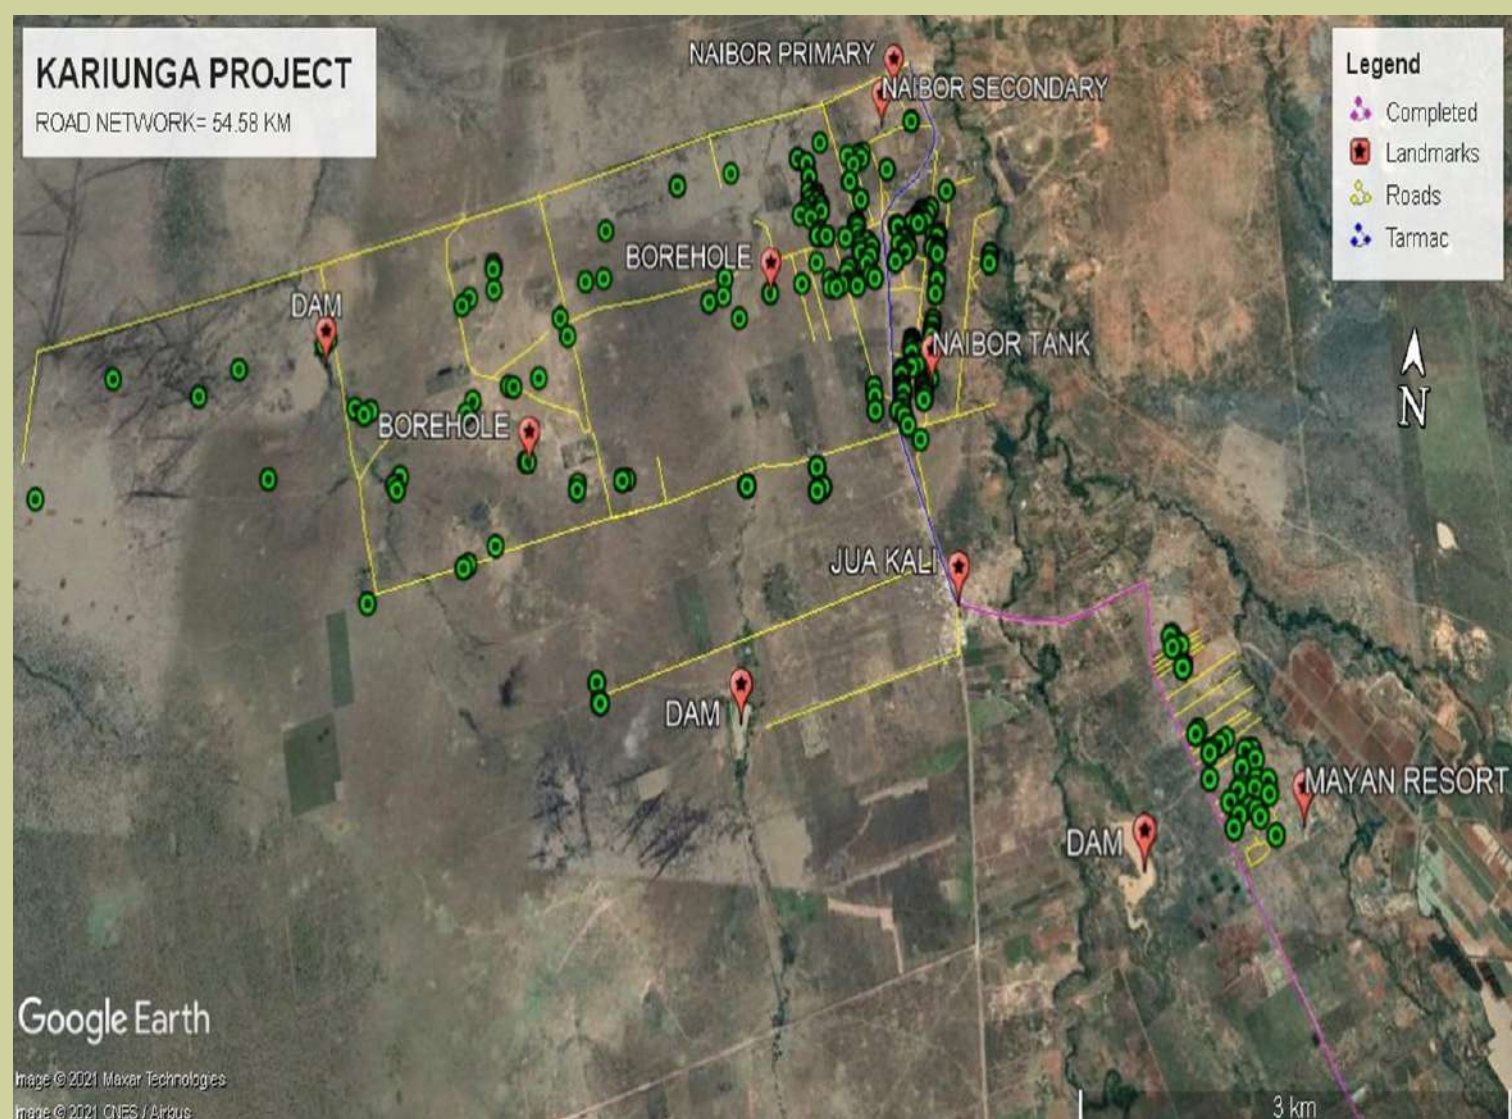 KARIUNGA PROJECT
ROAD NETWORK= 54.58 KM
NAIBOR PRIMARY
NAIBOR SECONDARY
Legend
Completed
Landmarks
Roads
Tarmac
BOREHOLE
DAM
NAIBOR TANK
N
BOREHOLE
JUA KALI
DAM
MAYAN RESORT
DAM
Google Earth
Image © 2021 Maxar Technologies
Image © 2021 CNES / Airbus
3 km